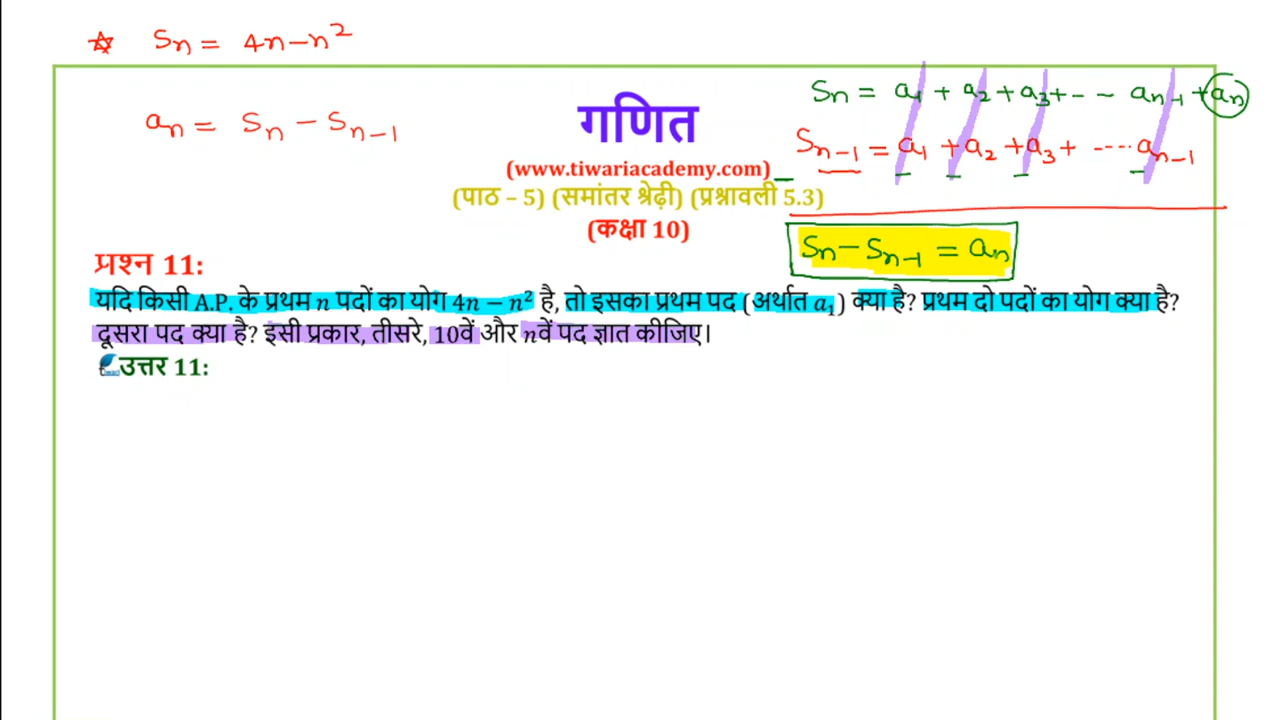 ☆ Sn = 4n-n²
an = Sn - Sn-1
Sn = a1 + a2 + a3 + - - an-1 + an
Sn-1 = a1 + a2 + a3 + ---- an-1
Sn - Sn-1 = an
गणित
(www.tiwariacademy.com)
(पाठ – 5) (समांतर श्रेढ़ी) (प्रश्नावली 5.3)
(कक्षा 10)
प्रश्न 11:
यदि किसी A.P. के प्रथम n पदों का योग 4n − n² है, तो इसका प्रथम पद (अर्थात a₁) क्या है? प्रथम दो पदों का योग क्या है?
दूसरा पद क्या है? इसी प्रकार, तीसरे, 10वें और nवें पद ज्ञात कीजिए।
उत्तर 11: